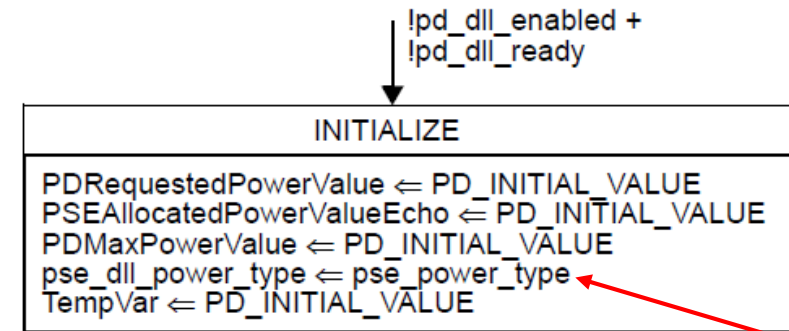 !pd_dll_enabled +
!pd_dll_ready
INITIALIZE
PDRequestedPowerValue ⇐ PD_INITIAL_VALUE
PSEAllocatedPowerValueEcho ⇐ PD_INITIAL_VALUE
PDMaxPowerValue ⇐ PD_INITIAL_VALUE
pse_dll_power_type ⇐ pse_power_type
TempVar ⇐ PD_INITIAL_VALUE